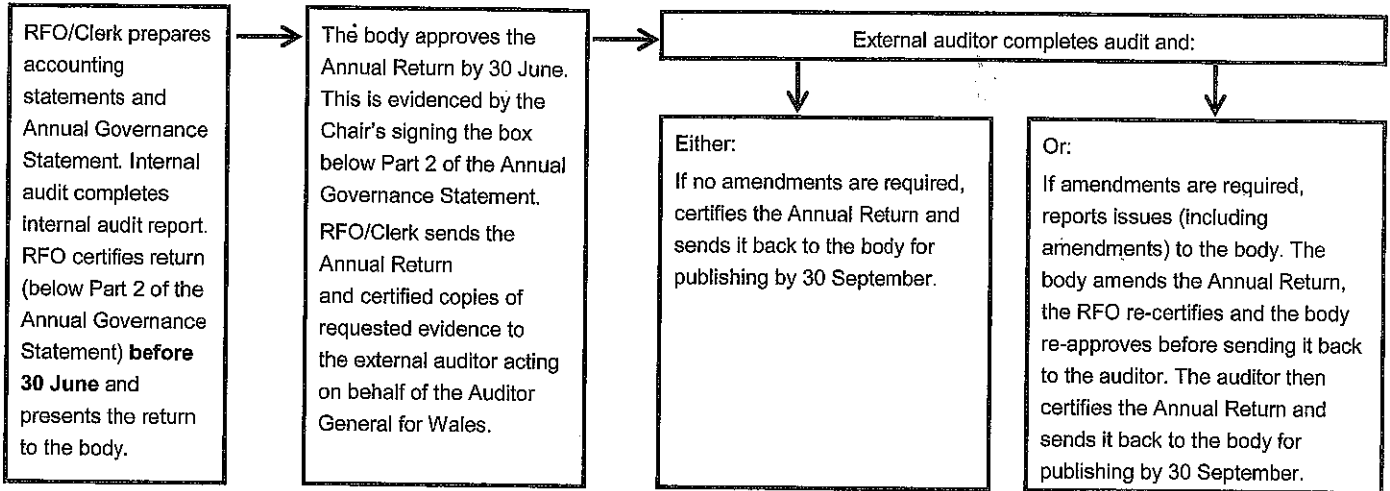 RFO/Clerk prepares
accounting
statements and
Annual Governance
Statement. Internal
audit completes
internal audit report.
RFO certifies return
(below Part 2 of the
Annual Governance
Statement) before
30 June and
presents the return
to the body.
The body approves the
Annual Return by 30 June.
This is evidenced by the
Chair's signing the box
below Part 2 of the Annual
Governance Statement.
RFO/Clerk sends the
Annual Return
and certified copies of
requested evidence to
the external auditor acting
on behalf of the Auditor
General for Wales.
External auditor completes audit and:
Either:
If no amendments are required,
certifies the Annual Return and
sends it back to the body for
publishing by 30 September.
Or:
If amendments are required,
reports issues (including
amendments) to the body. The
body amends the Annual Return,
the RFO re-certifies and the body
re-approves before sending it back
to the auditor. The auditor then
certifies the Annual Return and
sends it back to the body for
publishing by 30 September.